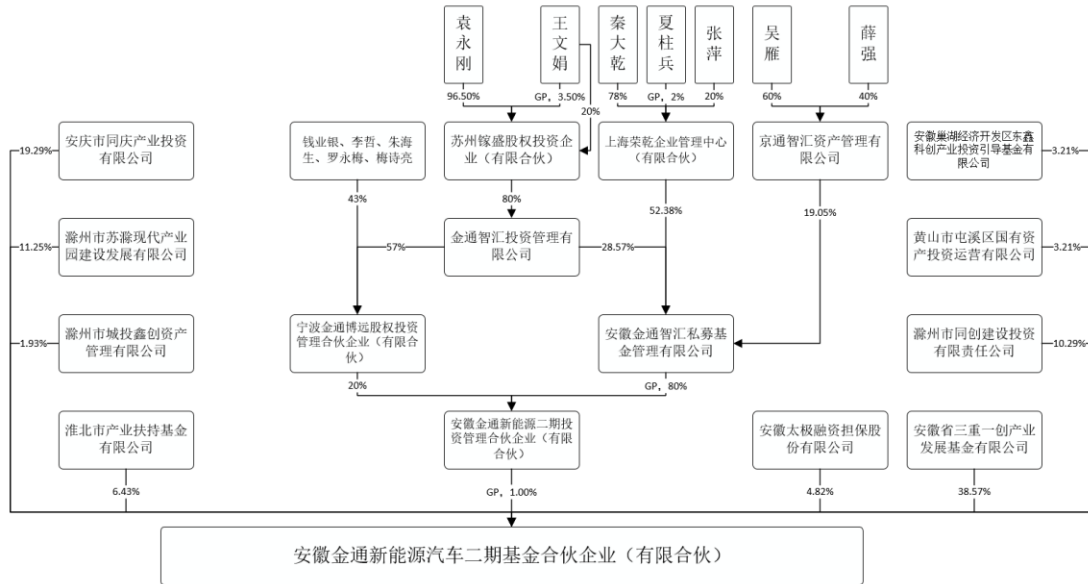 袁永刚
王文娟
秦大乾
夏柱兵
张萍
吴雁
薛强
96.50%
GP，3.50%
20%
78%
GP，2%
20%
60%
40%
安庆市同庆产业投资
有限公司
19.29%
钱业银、李哲、朱海
生、罗永梅、梅诗亮
苏州镓盛股权投资企
业（有限合伙）
上海荣乾企业管理中心
（有限合伙）
京通智汇资产管理有
限公司
安徽巢湖经济开发区东鑫
科创产业投资引导基金有
限公司
3.21%
43%
80%
52.38%
19.05%
滁州市苏滁现代产业
园建设发展有限公司
11.25%
57%
金通智汇投资管理有
限公司
28.57%
黄山市屯溪区国有资
产投资运营有限公司
3.21%
滁州市城投鑫创资产
管理有限公司
1.93%
宁波金通博远股权投资
管理合伙企业（有限合
伙）
安徽金通智汇私募基
金管理有限公司
滁州市同创建设投资
有限责任公司
10.29%
20%
GP，80%
淮北市产业扶持基金
有限公司
安徽金通新能源二期投
资管理合伙企业（有限
合伙）
安徽太极融资担保股
份有限公司
安徽省三重一创产业
发展基金有限公司
6.43%
GP，1.00%
4.82%
38.57%
安徽金通新能源汽车二期基金合伙企业（有限合伙）